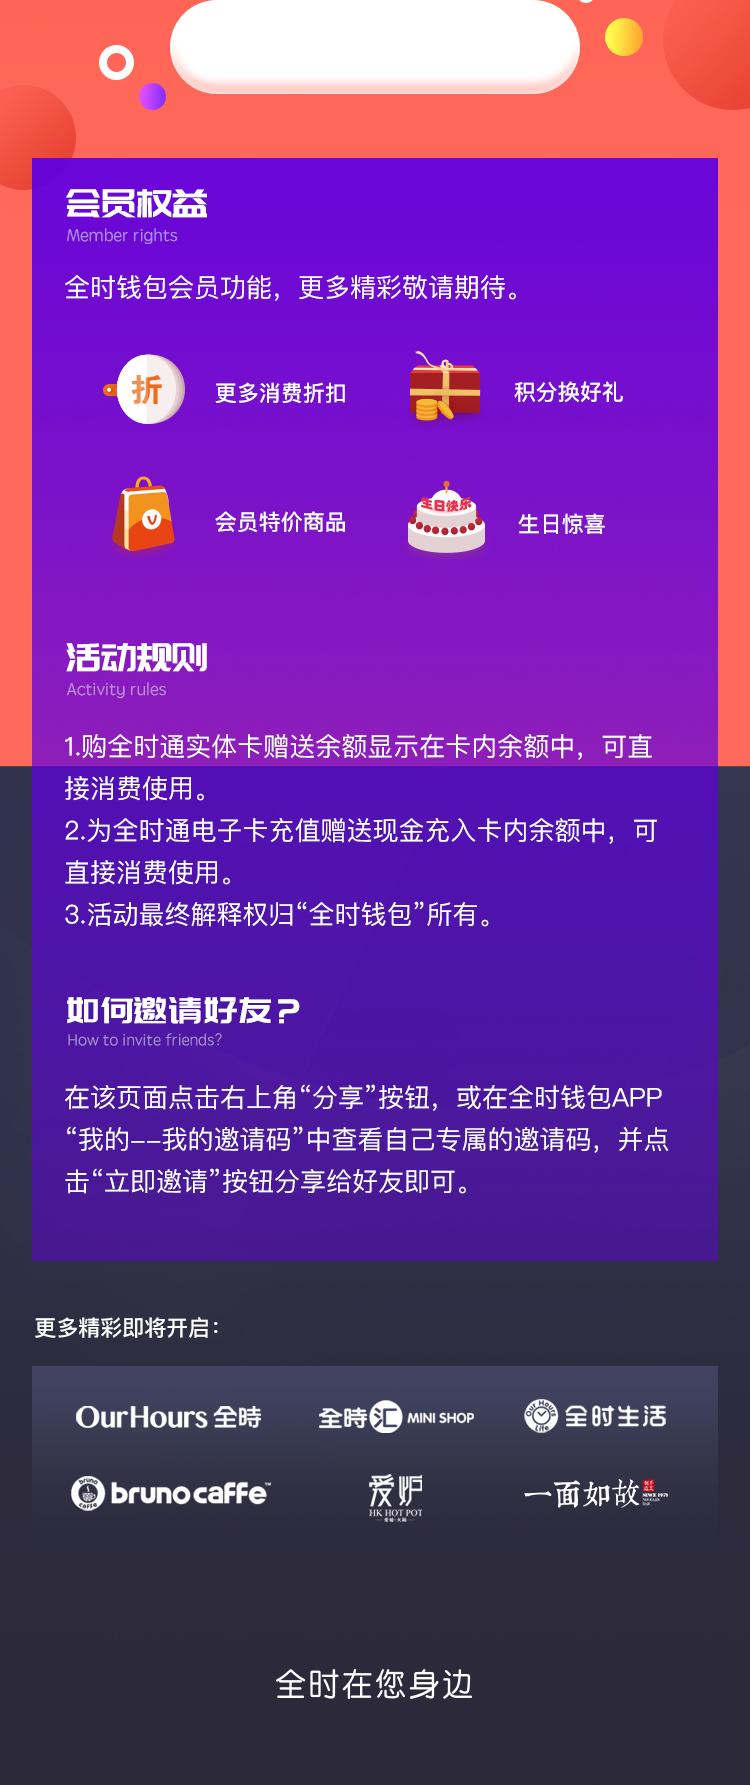 会员权益
Member rights
全时钱包会员功能，更多精彩敬请期待。
折
更多消费折扣
积分换好礼
V
会员特价商品
生日快乐
生日惊喜
活动规则
Activity rules
1.购全时通实体卡赠送余额显示在卡内余额中，可直
接消费使用。
2.为全时通电子卡充值赠送现金充入卡内余额中，可
直接消费使用。
3.活动最终解释权归“全时钱包”所有。
如何邀请好友？
How to invite friends?
在该页面点击右上角“分享”按钮，或在全时钱包APP
“我的--我的邀请码”中查看自己专属的邀请码，并点
击“立即邀请”按钮分享给好友即可。
更多精彩即将开启：
OurHours 全時
全時汇 MINI SHOP
Our Hours Life 全时生活
bruno caffe bruno caffe™
爱炉
HK HOT POT
一面如故
SINCE 1978
全时在您身边